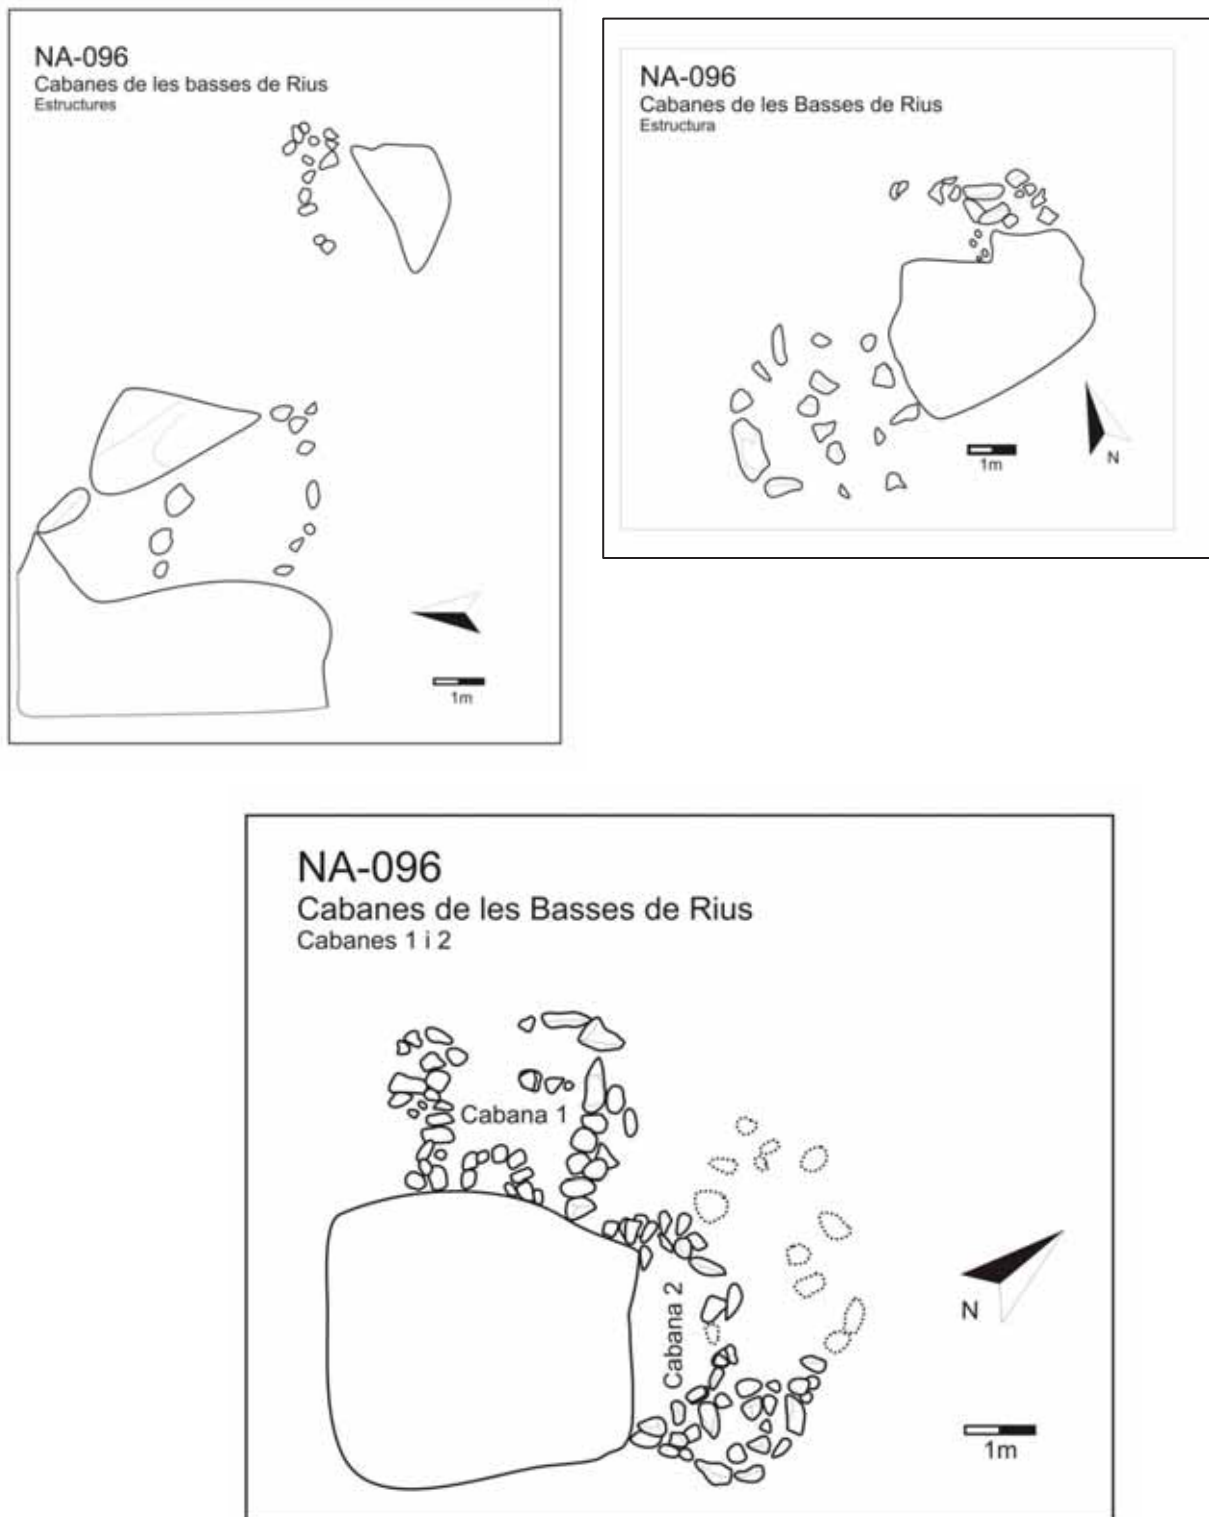 NA-096
Cabanes de les basses de Rius
Estructures
1m
NA-096
Cabanes de les Basses de Rius
Estructura
1m
N
NA-096
Cabanes de les Basses de Rius
Cabanes 1 i 2
Cabana 1
Cabana 2
N
1m